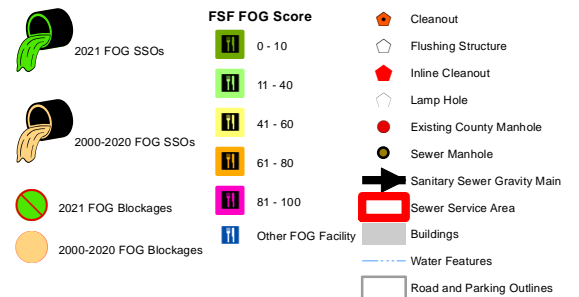 2021 FOG SSOs
2000-2020 FOG SSOs
2021 FOG Blockages
2000-2020 FOG Blockages
FSF FOG Score
0 - 10
11 - 40
41 - 60
61 - 80
81 - 100
Other FOG Facility
Cleanout
Flushing Structure
Inline Cleanout
Lamp Hole
Existing County Manhole
Sewer Manhole
Sanitary Sewer Gravity Main
Sewer Service Area
Buildings
Water Features
Road and Parking Outlines